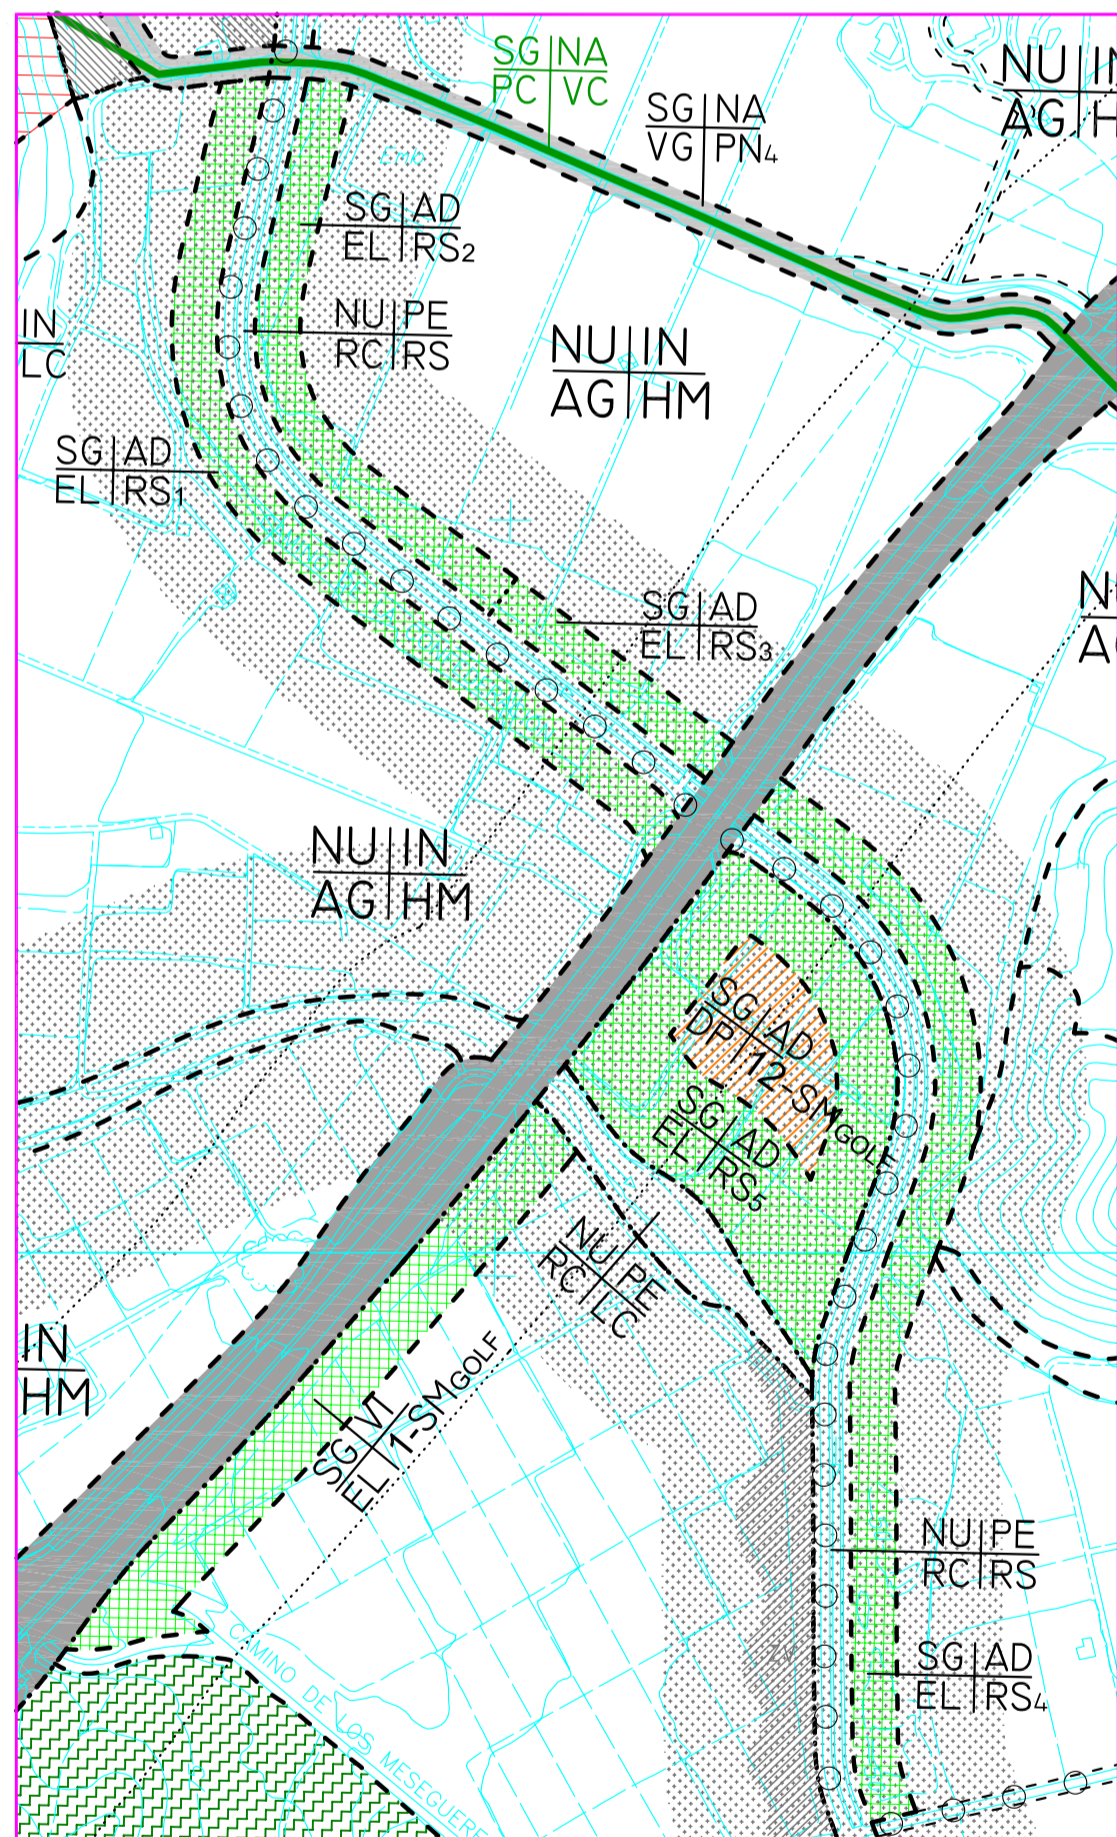 SG|NA
PC|VC
SG|NA
VG|PN4
NU|IN
AG|H
Emb
SG|AD
EL|RS2
NU|PE
RC|RS
IN
LC
NU|IN
AG|HM
SG|AD
EL|RS1
SG|AD
EL|RS3
N
A
NU|IN
AG|HM
SG|AD
DP|12-SMGOLF
SG|AD
EL|RS5
NU|PE
RC|LC
IN
HM
SG|VI
EL|1-SMGOLF
NU|PE
RC|RS
ZV
SG|AD
EL|RS4
CAMINO DE LOS MESEGUERE